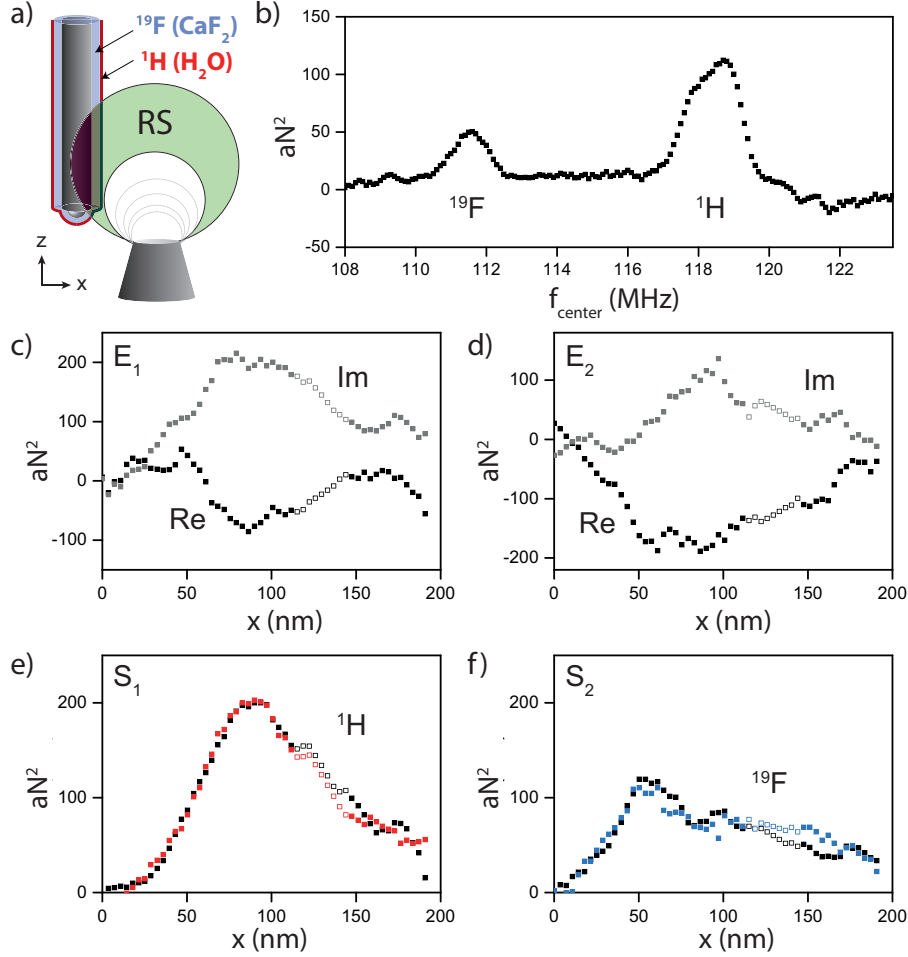 a)
¹⁹F (CaF₂)
¹H (H₂O)
RS
z
x
b)
aN²
100
50
0
-50
¹⁹F
¹H
108 110 112 114 116 118 120 122
f_center (MHz)
c)
E₁
aN²
200
100
0
-100
Im
Re
0 50 100 150 200
x (nm)
d)
E₂
aN²
100
0
-100
-200
Im
Re
0 50 100 150 200
x (nm)
e)
S₁
aN²
200
100
0
¹H
0 50 100 150 200
x (nm)
f)
S₂
aN²
200
100
0
¹⁹F
0 50 100 150 200
x (nm)